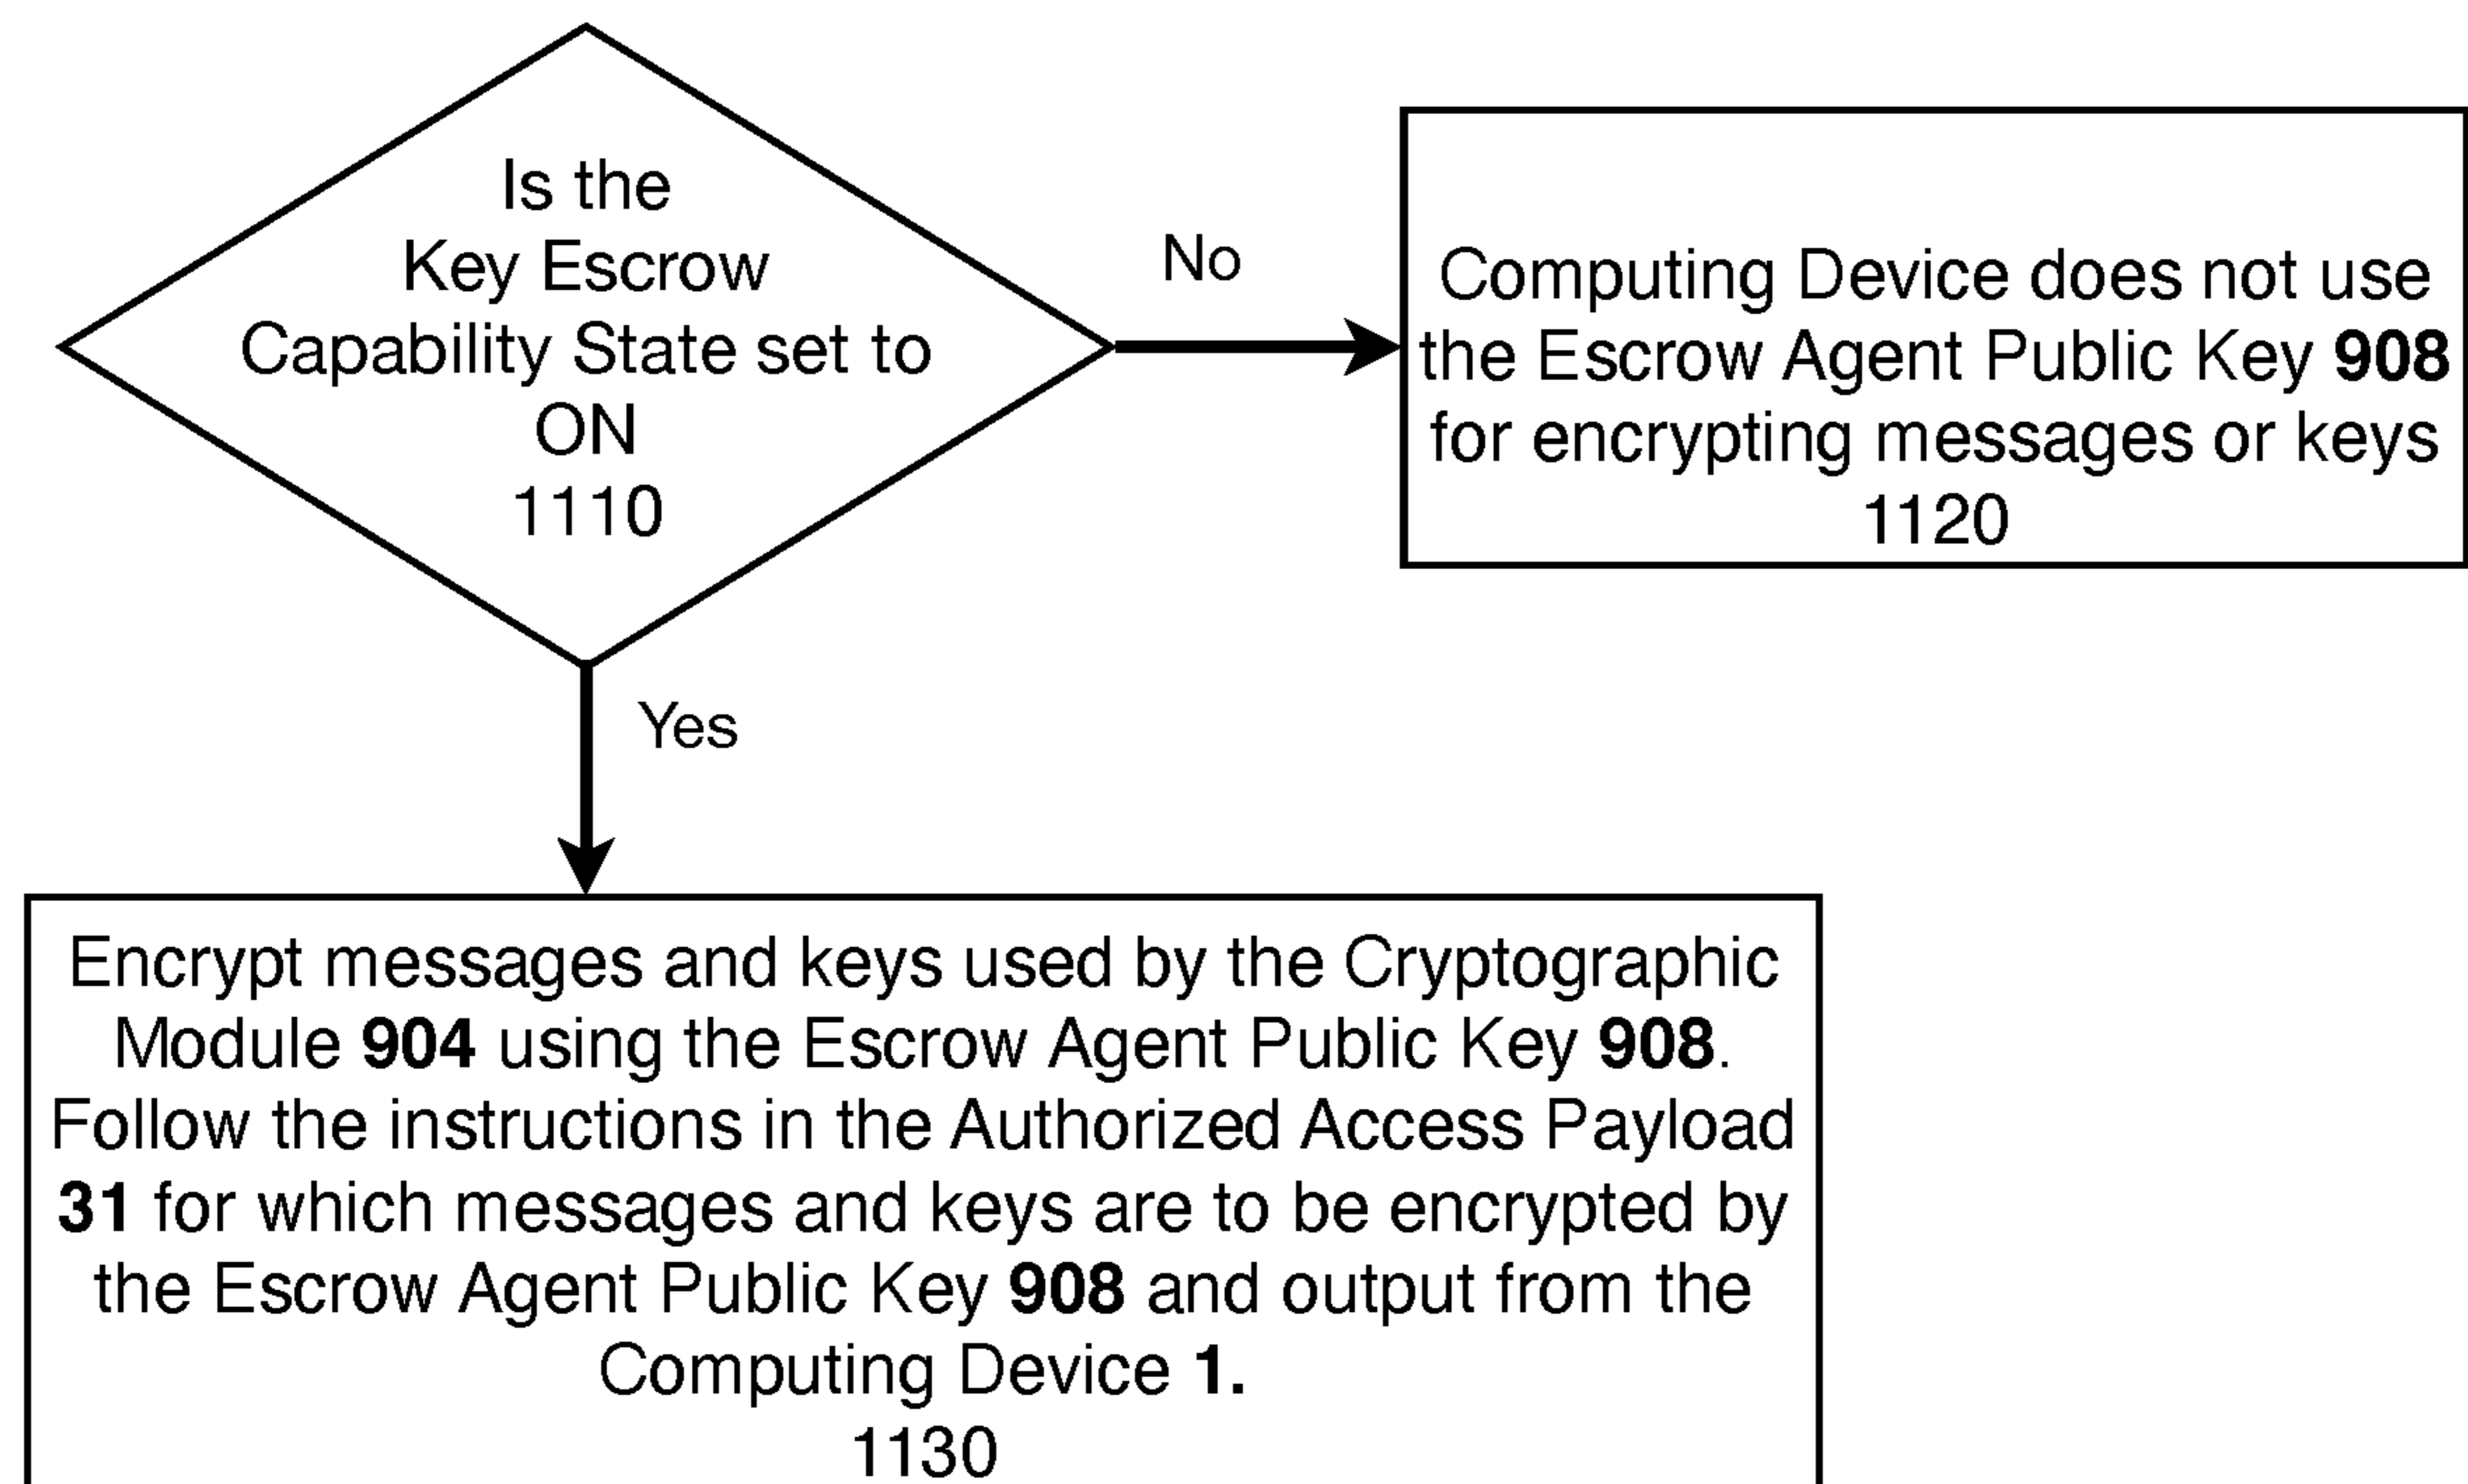 Is the
Key Escrow
Capability State set to
ON
1110
No
Computing Device does not use
the Escrow Agent Public Key 908
for encrypting messages or keys
1120
Yes
Encrypt messages and keys used by the Cryptographic
Module 904 using the Escrow Agent Public Key 908.
Follow the instructions in the Authorized Access Payload
31 for which messages and keys are to be encrypted by
the Escrow Agent Public Key 908 and output from the
Computing Device 1.
1130